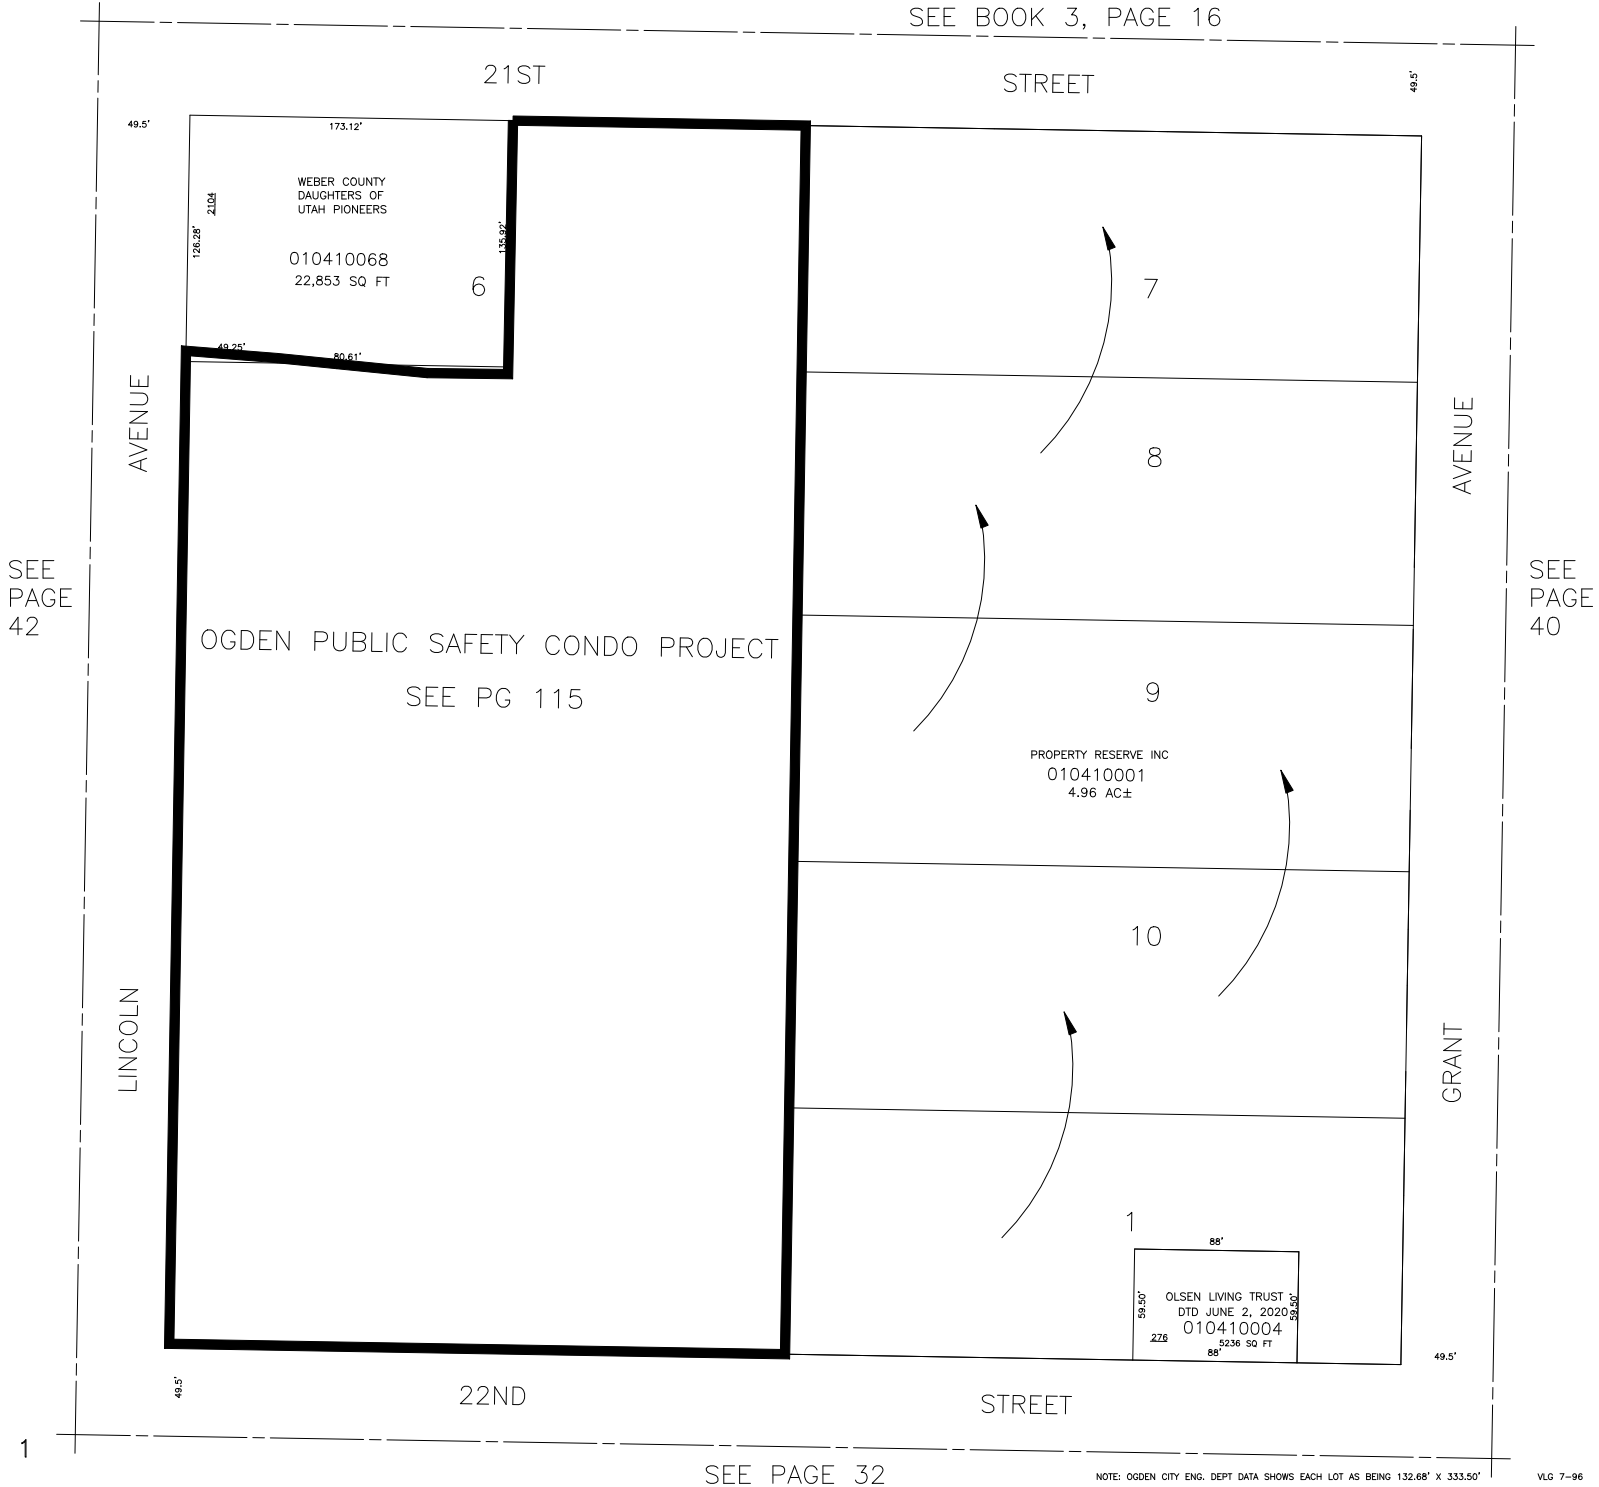 SEE BOOK 3, PAGE 16
21ST STREET
49.5'
49.5'
173.12'
WEBER COUNTY
DAUGHTERS OF
UTAH PIONEERS
2104
126.28'
135.92'
010410068
22,853 SQ FT
6
49.25'
80.61'
7
8
9
10
1
LINCOLN AVENUE
GRANT AVENUE
SEE
PAGE
42
SEE
PAGE
40
OGDEN PUBLIC SAFETY CONDO PROJECT
SEE PG 115
PROPERTY RESERVE INC
010410001
4.96 AC±
88'
59.50'
59.50'
OLSEN LIVING TRUST
DTD JUNE 2, 2020
010410004
276
5236 SQ FT
88'
49.5'
49.5'
22ND STREET
1
SEE PAGE 32
NOTE: OGDEN CITY ENG. DEPT DATA SHOWS EACH LOT AS BEING 132.68' X 333.50'
VLG 7-96